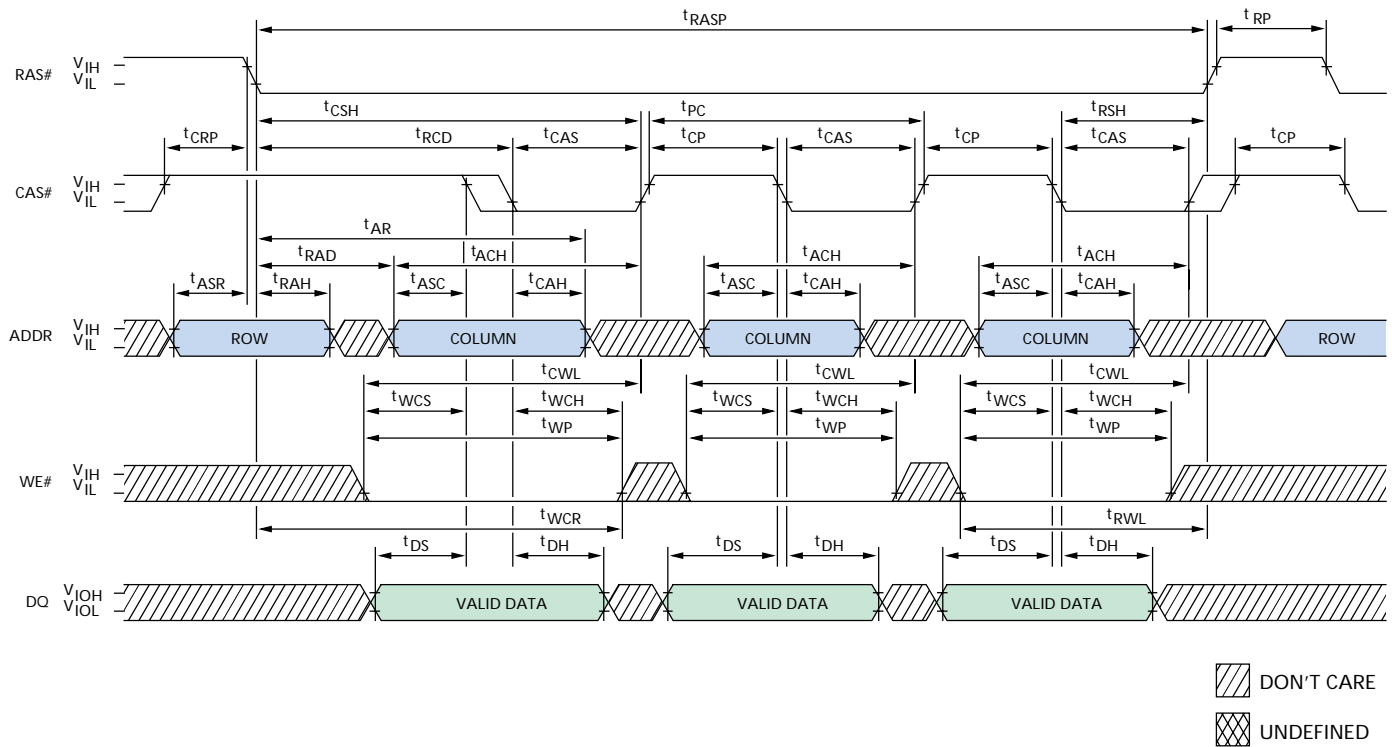 tRASP tRP
RAS# VIH
VIL
tCSH tPC tRSH
tCRP tRCD tCAS tCP tCAS tCP tCAS tCP
CAS# VIH
VIL
tAR
tRAD tACH tACH tACH
tASR tRAH tASC tCAH tASC tCAH tASC tCAH
ADDR VIH
VIL
ROW COLUMN COLUMN COLUMN ROW
tCWL tCWL tCWL
tWCS tWCH tWCS tWCH tWCS tWCH
tWP tWP tWP
WE# VIH
VIL
tWCR tRWL
tDS tDH tDS tDH tDS tDH
DQ VIOH
VIOL
VALID DATA VALID DATA VALID DATA
DON'T CARE
UNDEFINED